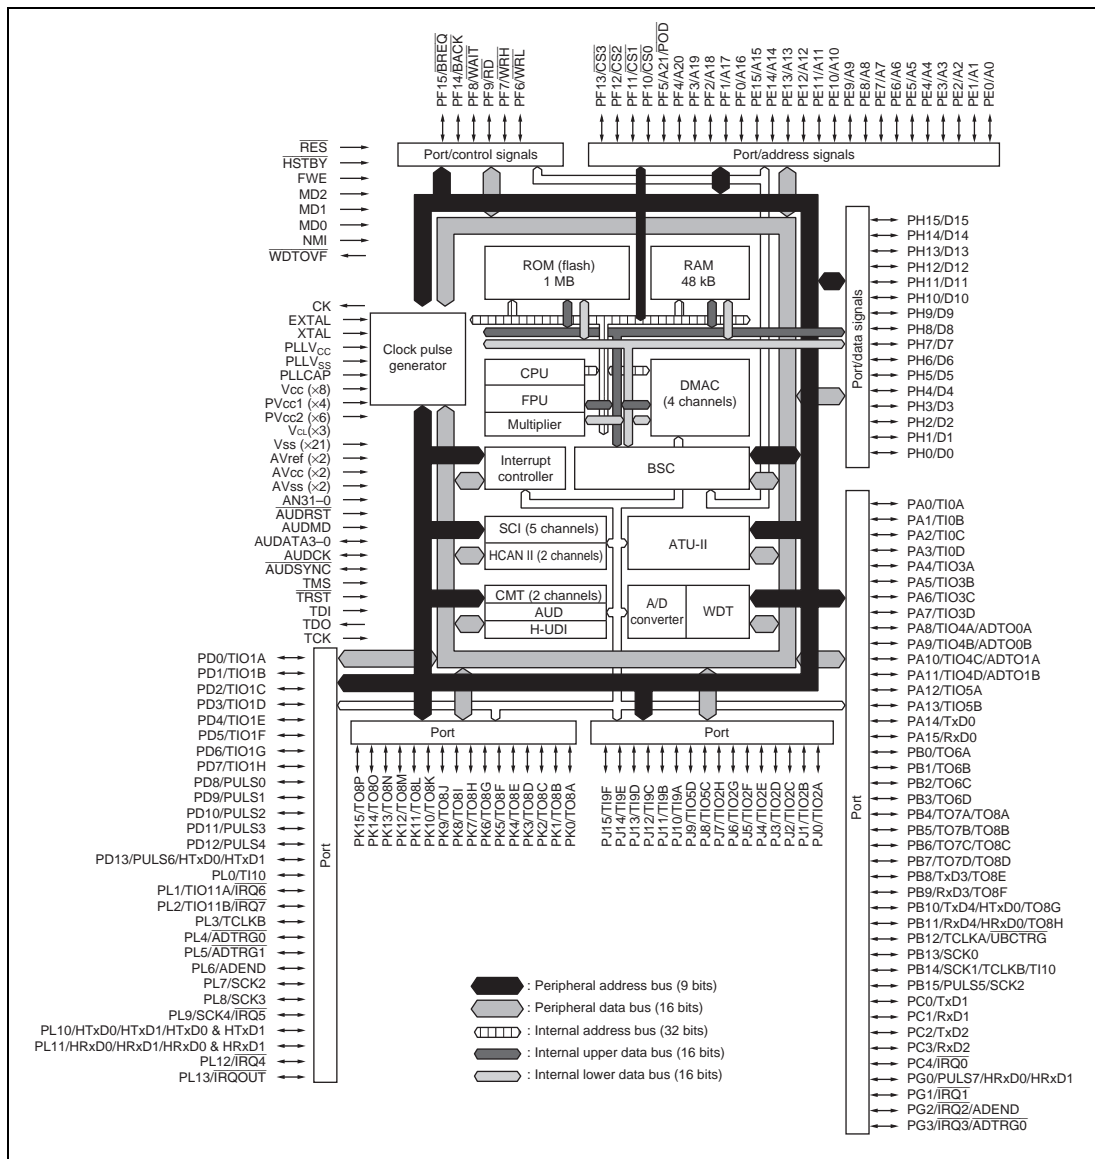 PF15/BREQ
PF14/BACK
PF8/WAIT
PF9/RD
PF7/WRH
PF6/WRL
PF13/CS3
PF12/CS2
PF11/CS1
PF10/CS0
PF5/A21/POD
PF4/A20
PF3/A19
PF2/A18
PF1/A17
PF0/A16
PE15/A15
PE14/A14
PE13/A13
PE12/A12
PE11/A11
PE10/A10
PE9/A9
PE8/A8
PE7/A7
PE6/A6
PE5/A5
PE4/A4
PE3/A3
PE2/A2
PE1/A1
PE0/A0
Port/control signals
Port/address signals
RES
HSTBY
FWE
MD2
MD1
MD0
NMI
WDTOVF
CK
EXTAL
XTAL
PLLVCC
PLLVSS
PLLCAP
Vcc (×8)
PVcc1 (×4)
PVcc2 (×6)
VCL (×3)
Vss (×21)
AVref (×2)
AVcc (×2)
AVss (×2)
AN31–0
AUDRST
AUDMD
AUDATA3–0
AUDCK
AUDSYNC
TMS
TRST
TDI
TDO
TCK
ROM (flash)
1 MB
RAM
48 kB
Clock pulse
generator
CPU
FPU
Multiplier
DMAC
(4 channels)
Interrupt
controller
BSC
SCI (5 channels)
HCAN II (2 channels)
ATU-II
CMT (2 channels)
AUD
H-UDI
A/D
converter
WDT
Port/data signals
PH15/D15
PH14/D14
PH13/D13
PH12/D12
PH11/D11
PH10/D10
PH9/D9
PH8/D8
PH7/D7
PH6/D6
PH5/D5
PH4/D4
PH3/D3
PH2/D2
PH1/D1
PH0/D0
PA0/TI0A
PA1/TI0B
PA2/TI0C
PA3/TI0D
PA4/TIO3A
PA5/TIO3B
PA6/TIO3C
PA7/TIO3D
PA8/TIO4A/ADTO0A
PA9/TIO4B/ADTO0B
PA10/TIO4C/ADTO1A
PA11/TIO4D/ADTO1B
PA12/TIO5A
PA13/TIO5B
PA14/TxD0
PA15/RxD0
PB0/TO6A
PB1/TO6B
PB2/TO6C
PB3/TO6D
PB4/TO7A/TO8A
PB5/TO7B/TO8B
PB6/TO7C/TO8C
PB7/TO7D/TO8D
PB8/TxD3/TO8E
PB9/RxD3/TO8F
PB10/TxD4/HTxD0/TO8G
PB11/RxD4/HRxD0/TO8H
PB12/TCLKA/UBCTRG
PB13/SCK0
PB14/SCK1/TCLKB/TI10
PB15/PULS5/SCK2
PC0/TxD1
PC1/RxD1
PC2/TxD2
PC3/RxD2
PC4/IRQ0
PG0/PULS7/HRxD0/HRxD1
PG1/IRQ1
PG2/IRQ2/ADEND
PG3/IRQ3/ADTRG0
Port
PD0/TIO1A
PD1/TIO1B
PD2/TIO1C
PD3/TIO1D
PD4/TIO1E
PD5/TIO1F
PD6/TIO1G
PD7/TIO1H
PD8/PULS0
PD9/PULS1
PD10/PULS2
PD11/PULS3
PD12/PULS4
PD13/PULS6/HTxD0/HTxD1
PL0/TI10
PL1/TIO11A/IRQ6
PL2/TIO11B/IRQ7
PL3/TCLKB
PL4/ADTRG0
PL5/ADTRG1
PL6/ADEND
PL7/SCK2
PL8/SCK3
PL9/SCK4/IRQ5
PL10/HTxD0/HTxD1/HTxD0 & HTxD1
PL11/HRxD0/HRxD1/HRxD0 & HRxD1
PL12/IRQ4
PL13/IRQOUT
Port
Port
Port
PK15/TO8P
PK14/TO8O
PK13/TO8N
PK12/TO8M
PK11/TO8L
PK10/TO8K
PK9/TO8J
PK8/TO8I
PK7/TO8H
PK6/TO8G
PK5/TO8F
PK4/TO8E
PK3/TO8D
PK2/TO8C
PK1/TO8B
PK0/TO8A
PJ15/TI9F
PJ14/TI9E
PJ13/TI9D
PJ12/TI9C
PJ11/TI9B
PJ10/TI9A
PJ9/TIO5D
PJ8/TIO5C
PJ7/TIO2H
PJ6/TIO2G
PJ5/TIO2F
PJ4/TIO2E
PJ3/TIO2D
PJ2/TIO2C
PJ1/TIO2B
PJ0/TIO2A
: Peripheral address bus (9 bits)
: Peripheral data bus (16 bits)
: Internal address bus (32 bits)
: Internal upper data bus (16 bits)
: Internal lower data bus (16 bits)